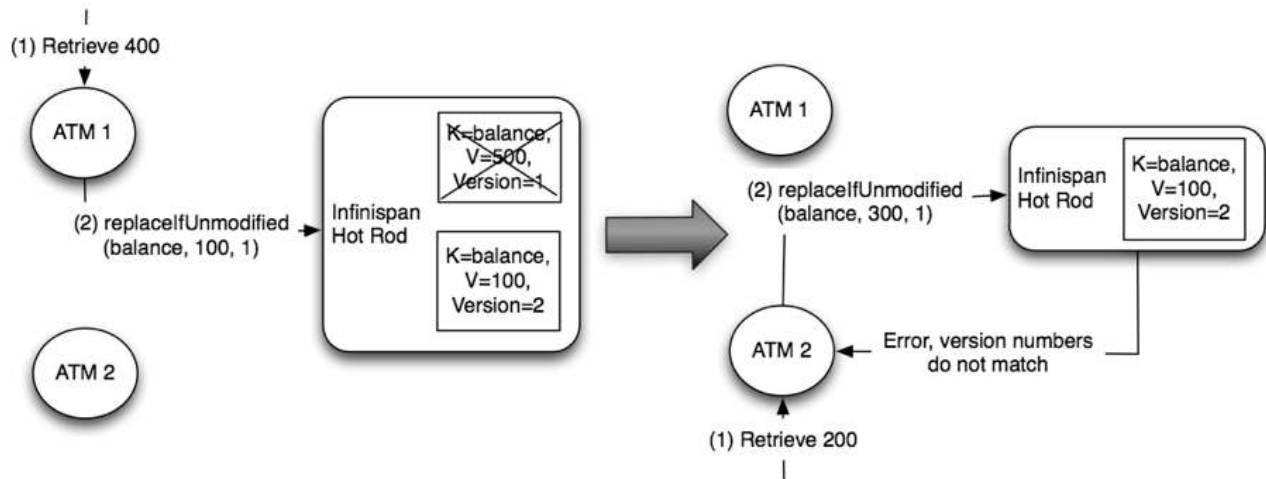 (1) Retrieve 400
ATM 1
(2) replaceIfUnmodified
(balance, 100, 1)
Infinispan
Hot Rod
K=balance,
V=500,
Version=1
K=balance,
V=100,
Version=2
ATM 2
ATM 1
(2) replaceIfUnmodified
(balance, 300, 1)
Infinispan
Hot Rod
K=balance,
V=100,
Version=2
ATM 2
Error, version numbers
do not match
(1) Retrieve 200